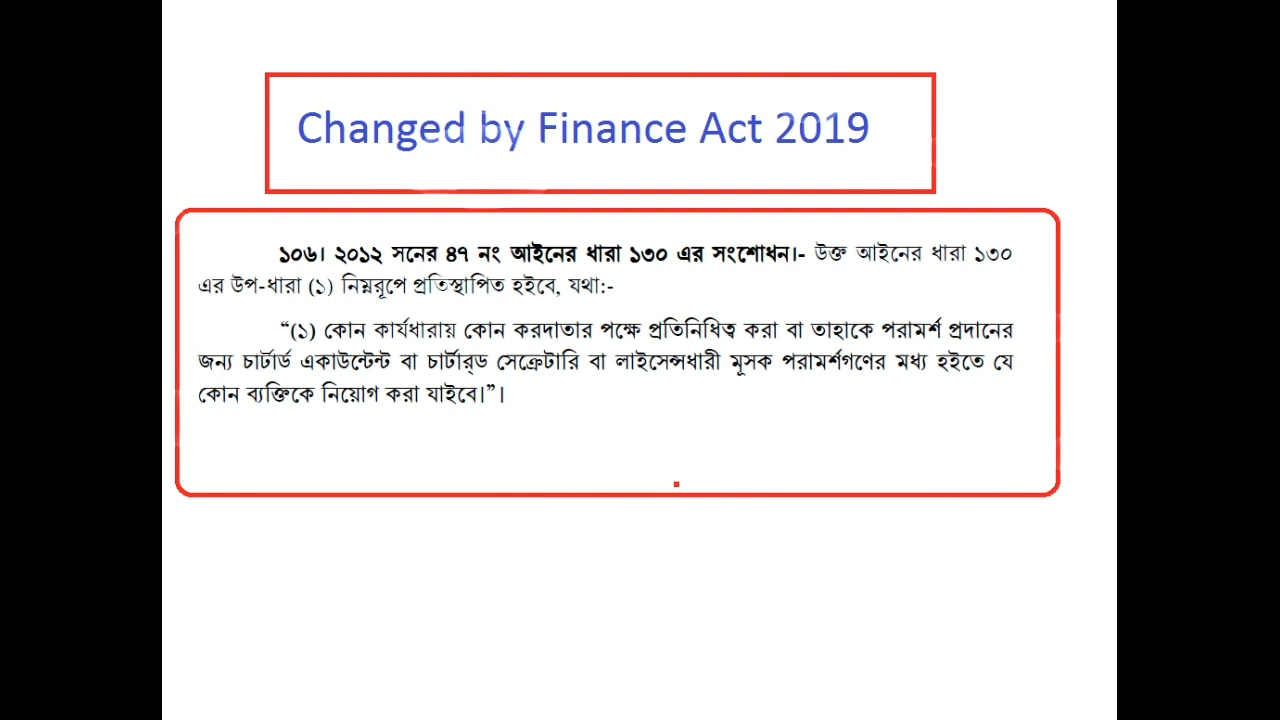 Changed by Finance Act 2019
১০৬। ২০১২ সনের ৪৭ নং আইনের ধারা ১৩০ এর সংশোধন।- উক্ত আইনের ধারা ১৩০
এর উপ-ধারা (১) নিম্নরূপে প্রতিস্থাপিত হইবে, যথা:-
“(১) কোন কার্যধারায় কোন করদাতার পক্ষে প্রতিনিধিত্ব করা বা তাহাকে পরামর্শ প্রদানের
জন্য চার্টার্ড একাউন্টেন্ট বা চার্টার্ড সেক্রেটারি বা লাইসেন্সধারী মূসক পরামর্শগণের মধ্য হইতে যে
কোন ব্যক্তিকে নিয়োগ করা যাইবে।”।